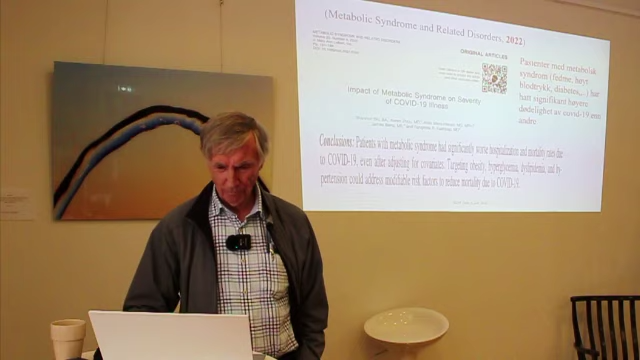 (Metabolic Syndrome and Related Disorders, 2022)
ORIGINAL ARTICLES
Impact of Metabolic Syndrome on Severity
of COVID-19 Illness
Pasienter med metabolsk
syndrom (fedme, høyt
blodtrykk, diabetes,..) har
hatt signifikant høyere
dødelighet av covid-19 enn
andre
Conclusions: Patients with metabolic syndrome had significantly worse hospitalization and mortality rates due
to COVID-19, even after adjusting for covariates. Targeting obesity, hyperglycemia, dyslipidemia, and hy-
pertension could address modifiable risk factors to reduce mortality due to COVID-19.